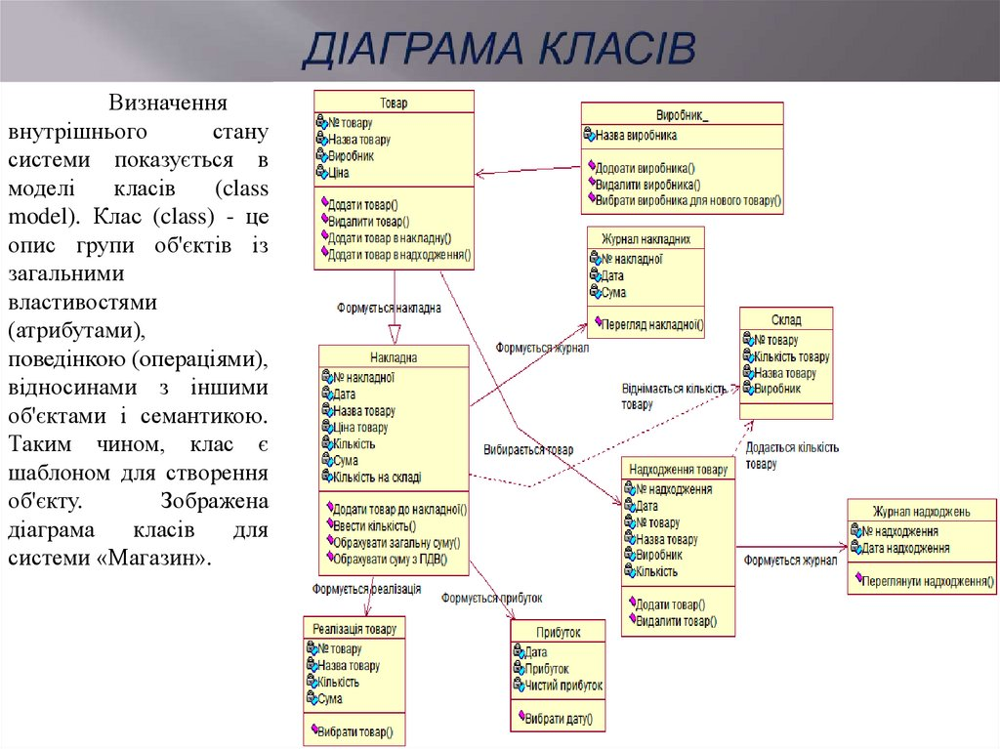 ДІАГРАМА КЛАСІВ
Визначення
внутрішнього стану
системи показується в
моделі класів (class
model). Клас (class) - це
опис групи об'єктів із
загальними
властивостями
(атрибутами),
поведінкою (операціями),
відносинами з іншими
об'єктами і семантикою.
Таким чином, клас є
шаблоном для створення
об'єкту. Зображена
діаграма класів для
системи «Магазин».
Товар
№ товару
Назва товару
Виробник
Ціна
Додати товар()
Видалити товар()
Додати товар в накладну()
Додати товар в надходження()
Виробник_
Назва виробника
Додоати виробника()
Видалити виробника()
Вибрати виробника для нового товару()
Журнал накладних
№ накладної
Дата
Сума
Перегляд накладної()
Формується накладна
Формується журнал
Склад
№ товару
Кількість товару
Назва товару
Виробник
Накладна
№ накладної
Дата
Назва товару
Ціна товару
Кількість
Сума
Кількість на складі
Додати товар до накладної()
Ввести кількість()
Обрахувати загальну суму()
Обрахувати суму з ПДВ()
Віднімається кількість
товару
Вибирається товар
Додається кількість
товару
Надходження товару
№ надходження
Дата
№ товару
Назва товару
Виробник
Кількість
Додати товар()
Видалити товар()
Формується журнал
Журнал надходжень
№ надходження
Дата надходження
Переглянути надходження()
Формується реалізація
Формується прибуток
Реалізація товару
№ товару
Назва товару
Кількість
Сума
Вибрати товар()
Прибуток
Дата
Прибуток
Чистий прибуток
Вибрати дату()